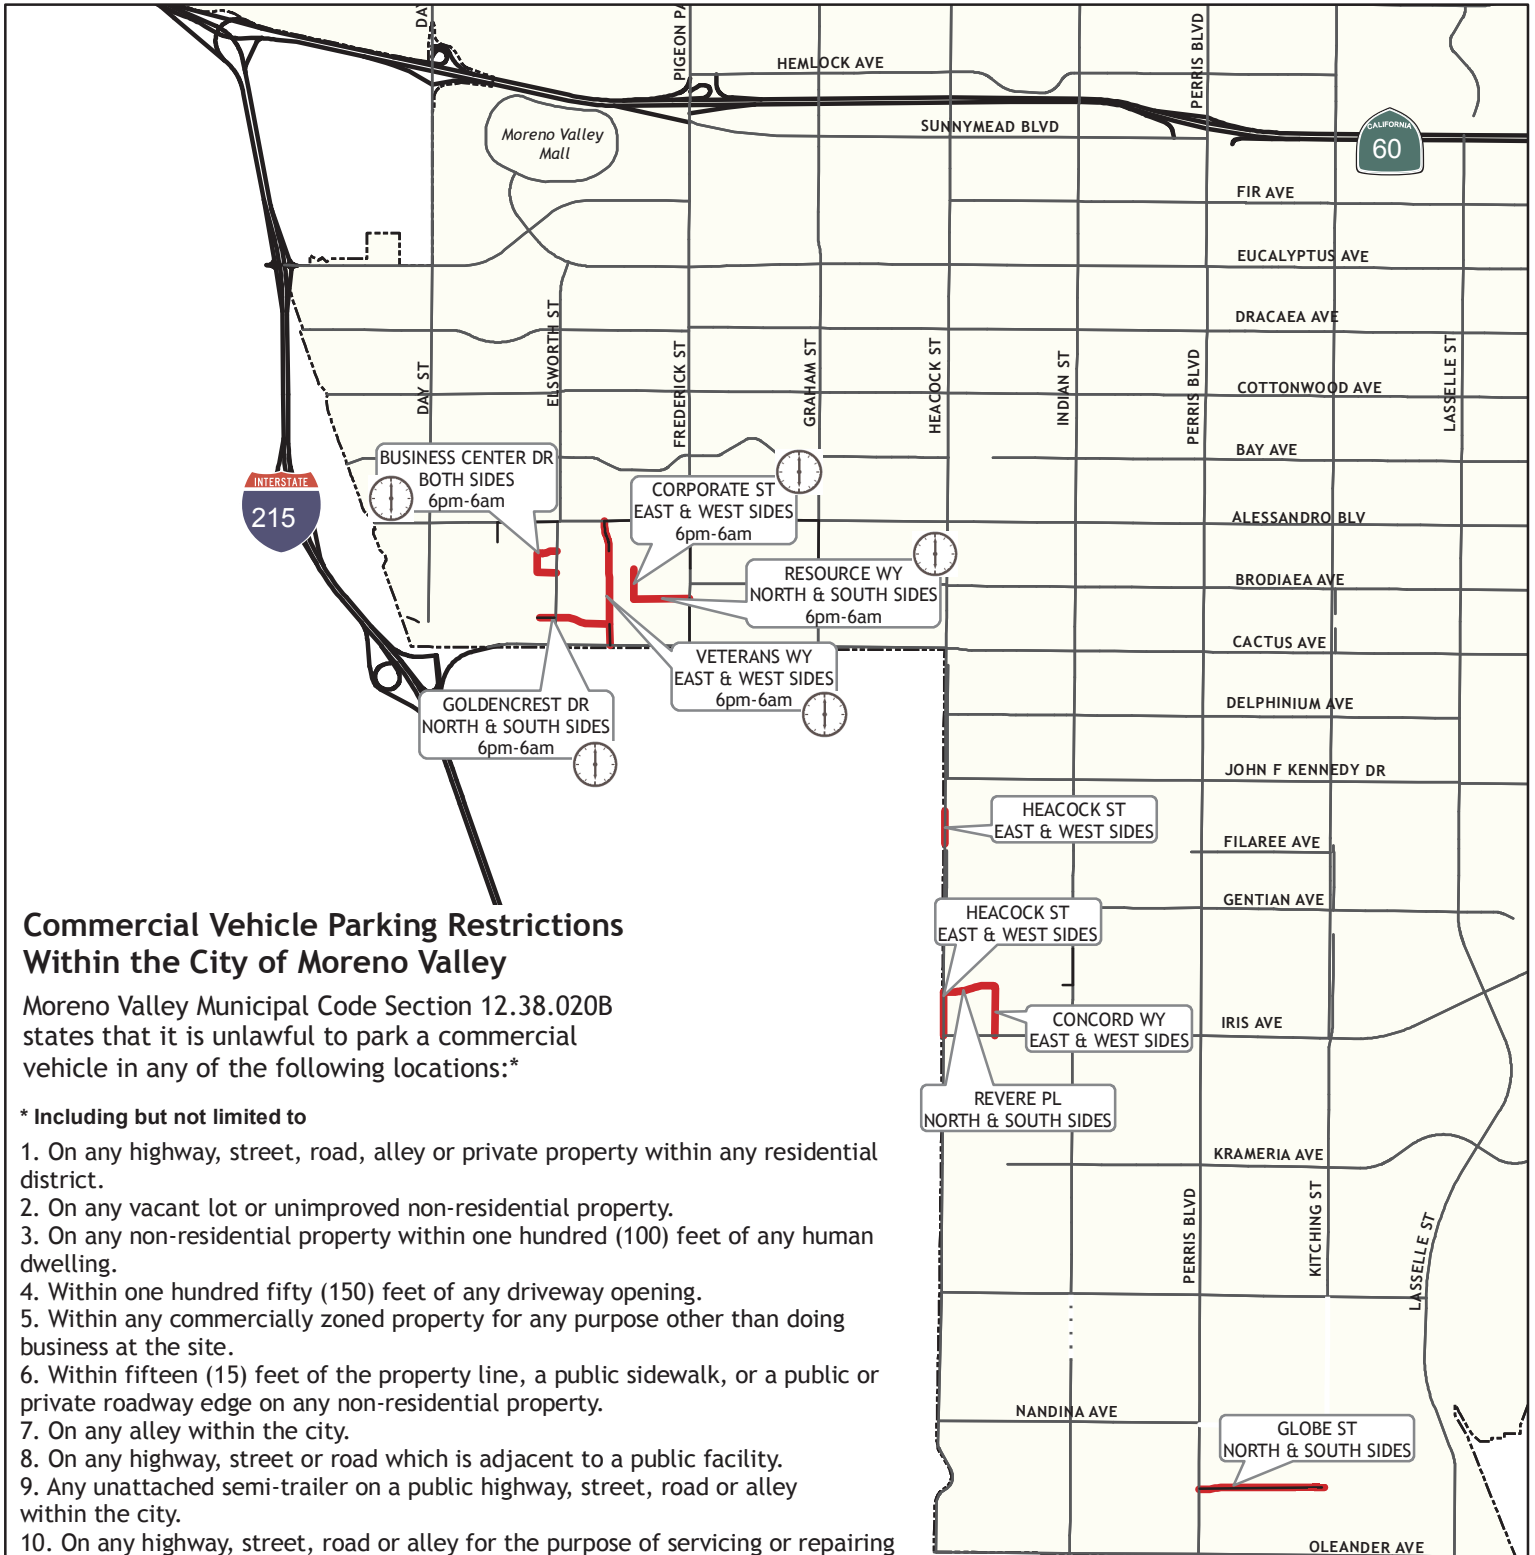 DAY
PIGEON PA
HEMLOCK AVE
PERRIS BLVD
SUNNYMEAD BLVD
Moreno Valley
Mall
CALIFORNIA
60
FIR AVE
EUCALYPTUS AVE
DRACAEA AVE
DAY ST
ELSWORTH ST
FREDERICK ST
GRAHAM ST
HEACOCK ST
INDIAN ST
PERRIS BLVD
LASSELLE ST
COTTONWOOD AVE
BAY AVE
BUSINESS CENTER DR
BOTH SIDES
6pm-6am
CORPORATE ST
EAST & WEST SIDES
6pm-6am
INTERSTATE
215
ALESSANDRO BLV
RESOURCE WY
NORTH & SOUTH SIDES
6pm-6am
BRODIAEA AVE
CACTUS AVE
VETERANS WY
EAST & WEST SIDES
6pm-6am
GOLDENCREST DR
NORTH & SOUTH SIDES
6pm-6am
DELPHINIUM AVE
JOHN F KENNEDY DR
HEACOCK ST
EAST & WEST SIDES
FILAREE AVE
GENTIAN AVE
HEACOCK ST
EAST & WEST SIDES
CONCORD WY
EAST & WEST SIDES
IRIS AVE
REVERE PL
NORTH & SOUTH SIDES
KRAMERIA AVE
PERRIS BLVD
KITCHING ST
LASSELLE ST
NANDINA AVE
GLOBE ST
NORTH & SOUTH SIDES
OLEANDER AVE
Commercial Vehicle Parking Restrictions
Within the City of Moreno Valley
Moreno Valley Municipal Code Section 12.38.020B
states that it is unlawful to park a commercial
vehicle in any of the following locations:*
* Including but not limited to
1. On any highway, street, road, alley or private property within any residential
district.
2. On any vacant lot or unimproved non-residential property.
3. On any non-residential property within one hundred (100) feet of any human
dwelling.
4. Within one hundred fifty (150) feet of any driveway opening.
5. Within any commercially zoned property for any purpose other than doing
business at the site.
6. Within fifteen (15) feet of the property line, a public sidewalk, or a public or
private roadway edge on any non-residential property.
7. On any alley within the city.
8. On any highway, street or road which is adjacent to a public facility.
9. Any unattached semi-trailer on a public highway, street, road or alley
within the city.
10. On any highway, street, road or alley for the purpose of servicing or repairing